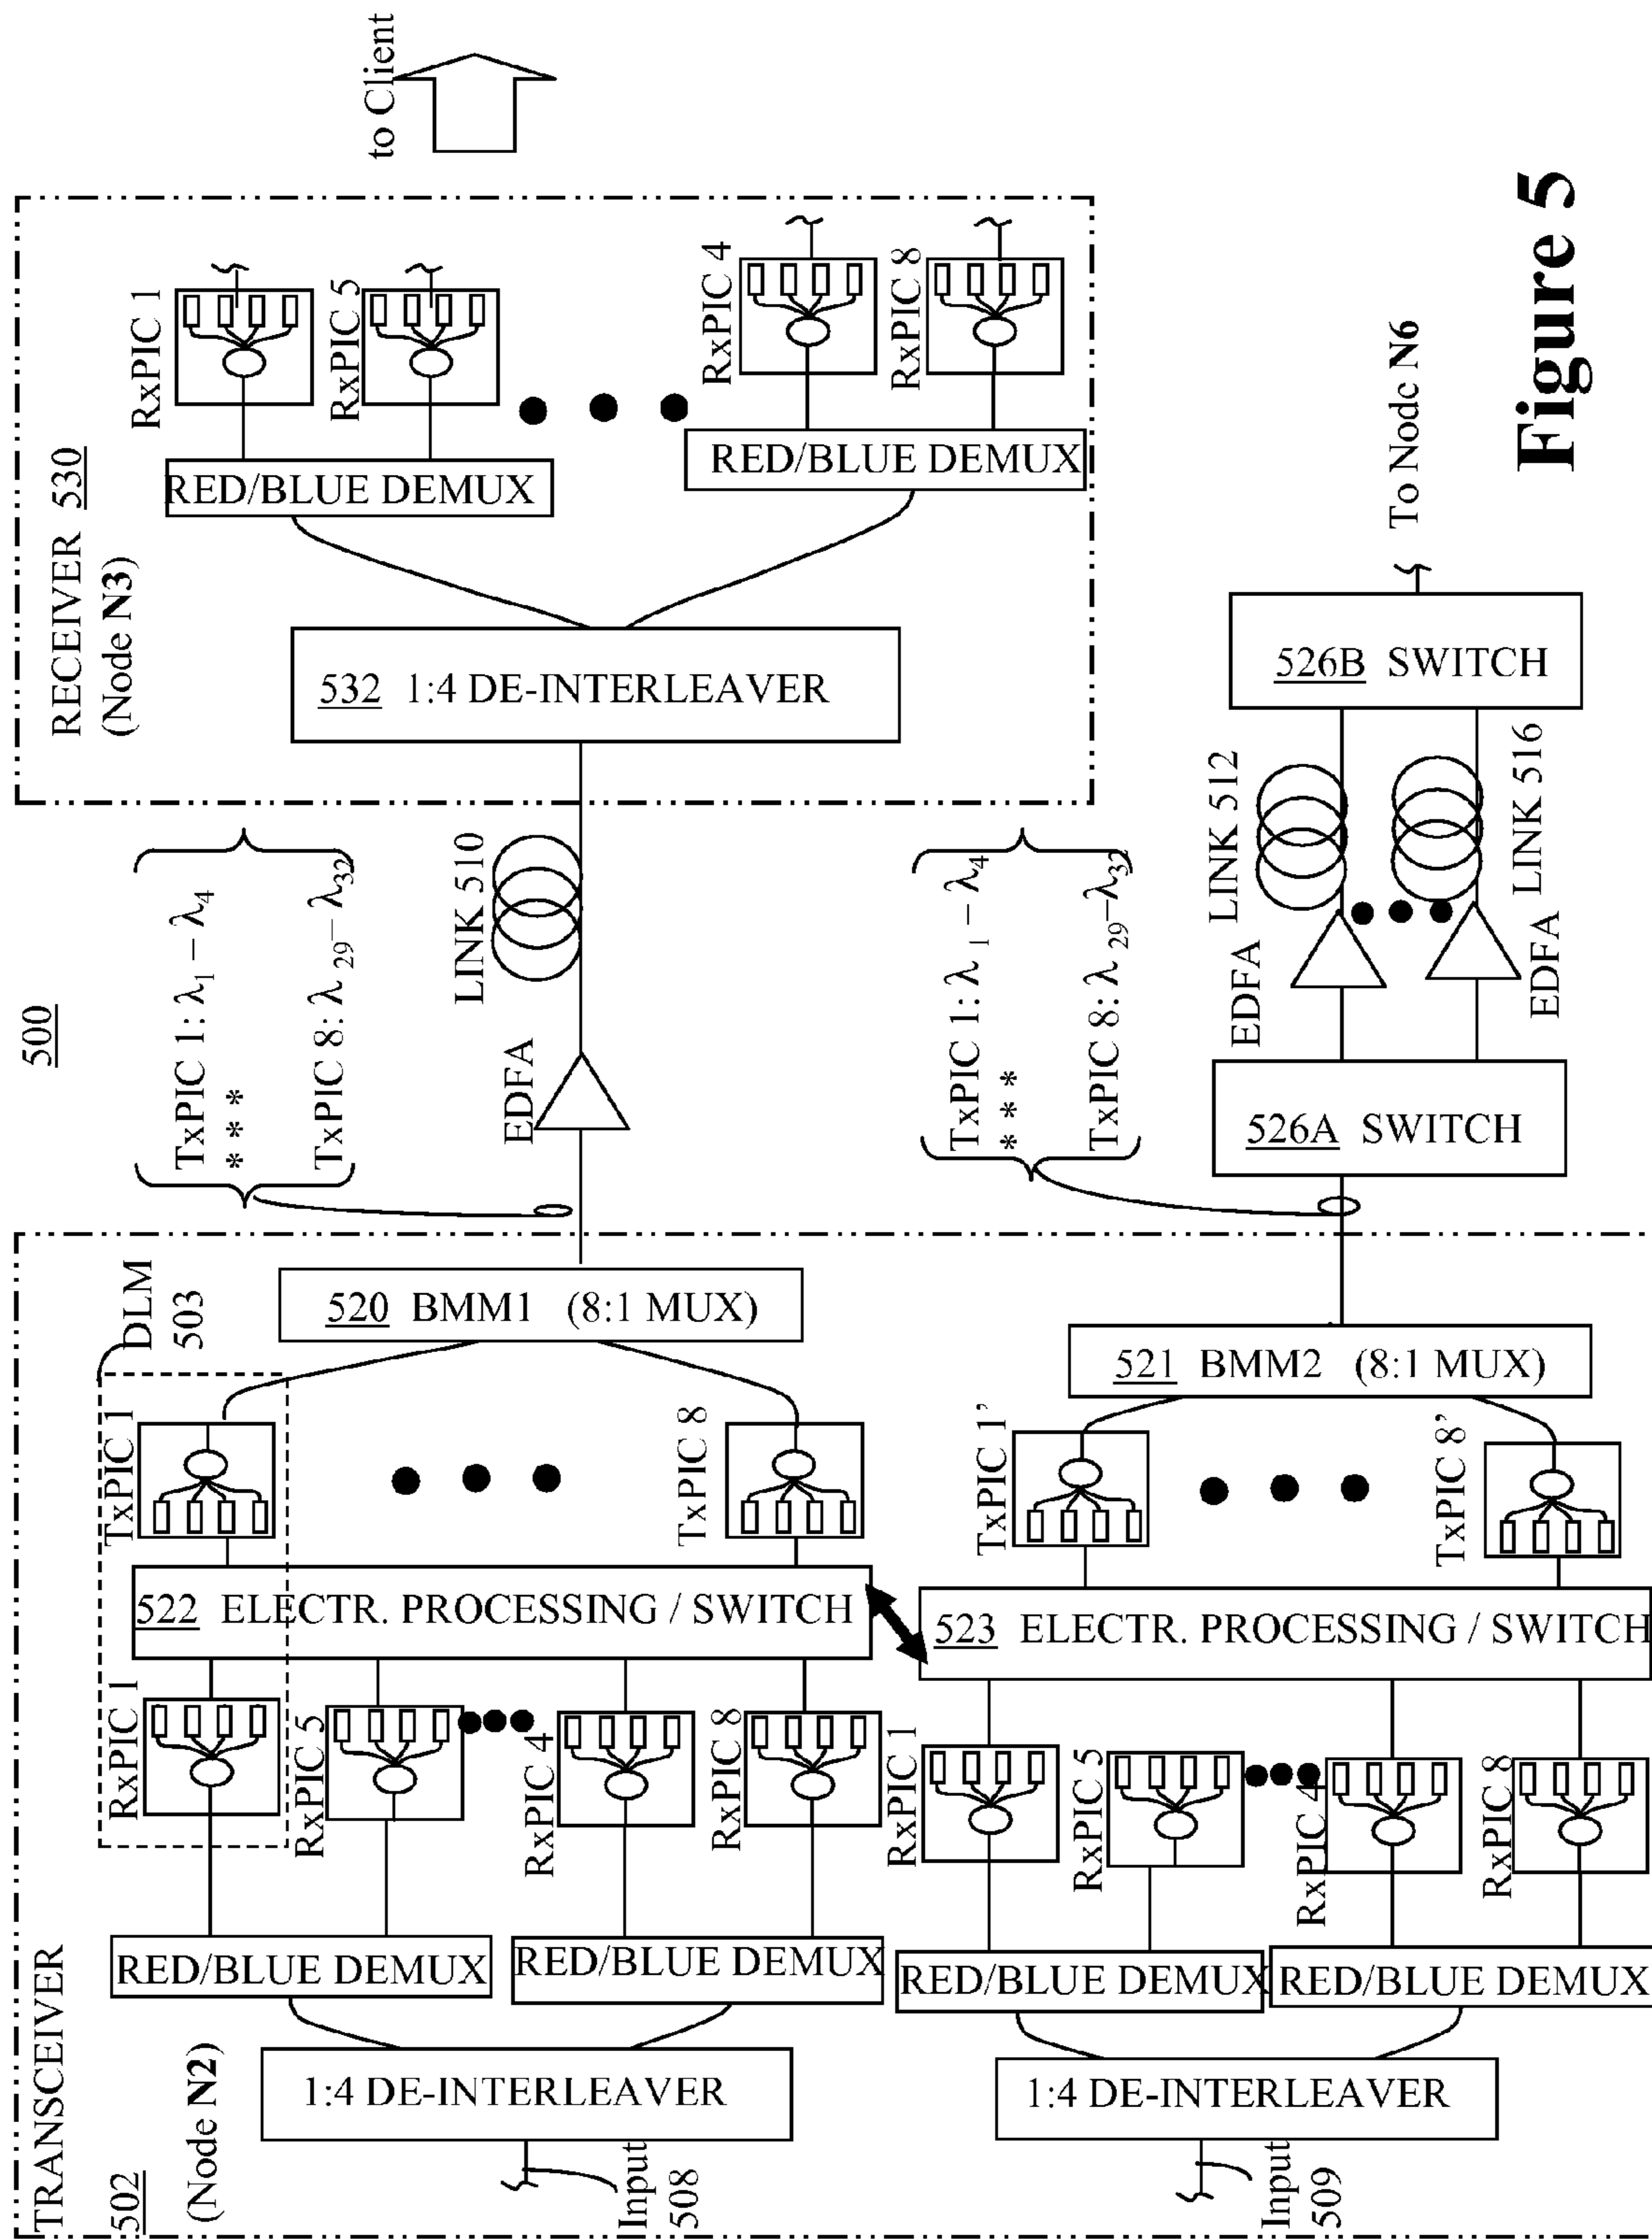 500
TRANSCEIVER
502
(Node N2)
Input
508
1:4 DE-INTERLEAVER
RED/BLUE DEMUX
RED/BLUE DEMUX
RxPIC 1
RxPIC 5
RxPIC 4
RxPIC 8
522 ELECTR. PROCESSING / SWITCH
TxPIC 1
TxPIC 8
DLM
503
520 BMM1 (8:1 MUX)
TxPIC 1: λ1 – λ4
* * *
TxPIC 8: λ 29– λ32
EDFA
LINK 510
RECEIVER 530
(Node N3)
532 1:4 DE-INTERLEAVER
RED/BLUE DEMUX
RED/BLUE DEMUX
RxPIC 1
RxPIC 5
RxPIC 4
RxPIC 8
to Client
Input
509
1:4 DE-INTERLEAVER
RED/BLUE DEMUX
RED/BLUE DEMUX
RxPIC 1
RxPIC 5
RxPIC 4
RxPIC 8
523 ELECTR. PROCESSING / SWITCH
TxPIC 1’
TxPIC 8’
521 BMM2 (8:1 MUX)
TxPIC 1: λ 1 – λ4
* * *
TxPIC 8: λ 29–λ32
526A SWITCH
EDFA
LINK 512
EDFA
LINK 516
526B SWITCH
To Node N6
Figure 5